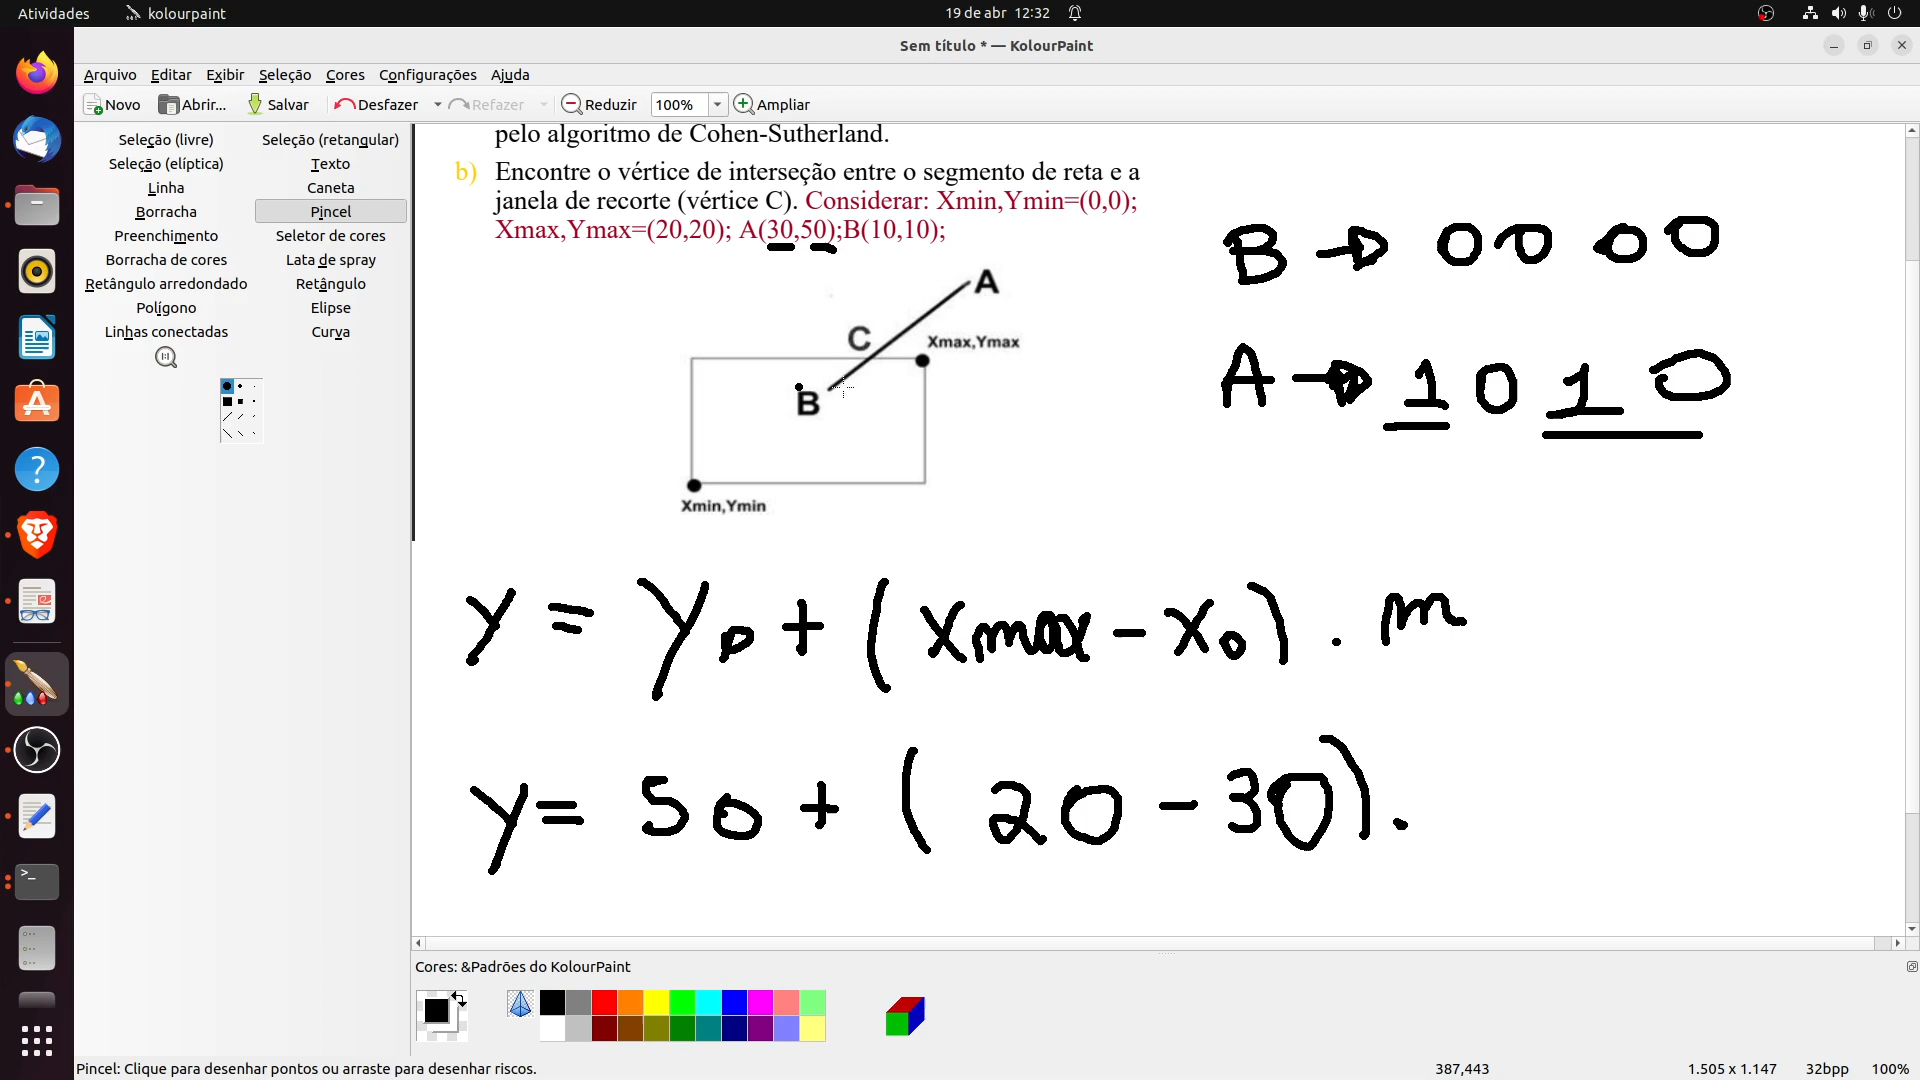 Atividades
kolourpaint
19 de abr 12:32
Sem título * — KolourPaint
Arquivo Editar Exibir Seleção Cores Configurações Ajuda
Novo Abrir... Salvar Desfazer Refazer Reduzir 100% Ampliar
Seleção (livre) Seleção (retangular)
Seleção (elíptica) Texto
Linha Caneta
Borracha Pincel
Preenchimento Seletor de cores
Borracha de cores Lata de spray
Retângulo arredondado Retângulo
Polígono Elipse
Linhas conectadas Curva
pelo algoritmo de Cohen-Sutherland.
b) Encontre o vértice de interseção entre o segmento de reta e a
janela de recorte (vértice C). Considerar: Xmin,Ymin=(0,0);
Xmax,Ymax=(20,20); A(30,50);B(10,10);
A
C
Xmax,Ymax
B
Xmin,Ymin
B → 0000
A → 1010
y = y0 + (xmax - x0) . m
y = 50 + (20 - 30) .
Cores: &Padrões do KolourPaint
Pincel: Clique para desenhar pontos ou arraste para desenhar riscos.
387,443
1.505 x 1.147
32bpp
100%